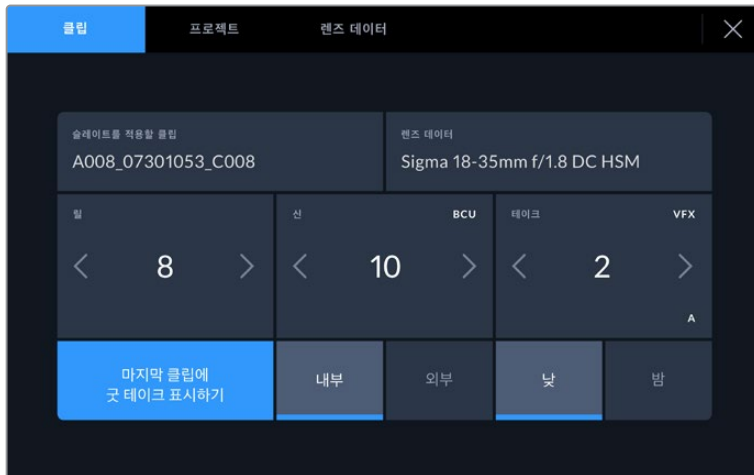 클립 프로젝트 렌즈 데이터
슬레이트를 적용할 클립 렌즈 데이터
A008_07301053_C008 Sigma 18-35mm f/1.8 DC HSM
릴 신 BCU 테이크 VFX
8 10 2
A
마지막 클립에
굿 테이크 표시하기
내부 외부 낮 밤